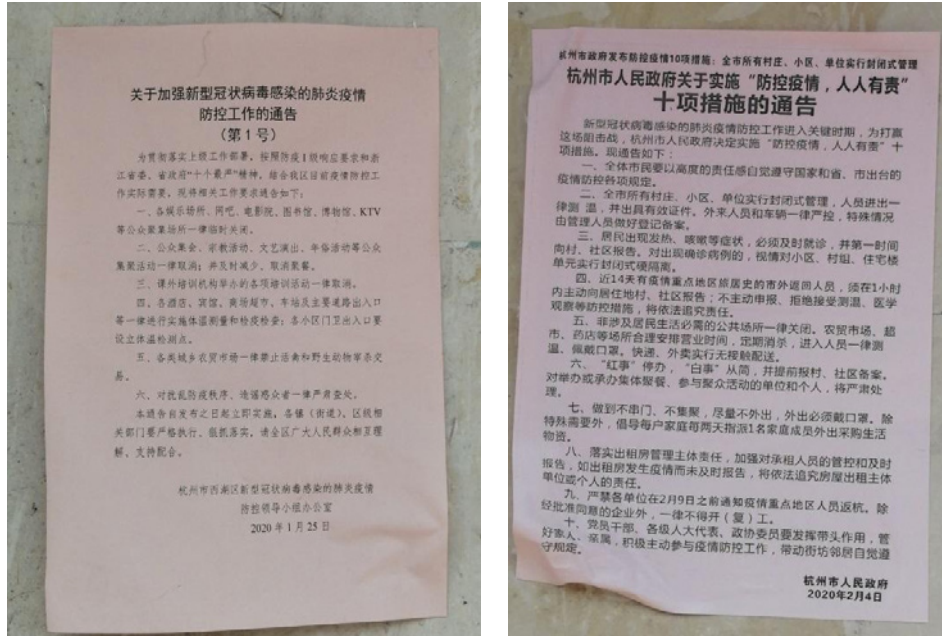 关于加强新型冠状病毒感染的肺炎疫情
防控工作的通告
（第1号）
为贯彻落实上级工作部署，按照防疫Ⅰ级响应要求和浙
江省委、省政府“十个最严”精神，结合我区目前疫情防控工
作实际需要，现将相关工作要求通告如下：
一、各娱乐场所、网吧、电影院、图书馆、博物馆、KTV
等公众聚集场所一律临时关闭。
二、公众集会、宗教活动、文艺演出、年俗活动等公众
集聚活动一律取消；并及时减少、取消聚餐。
三、课外培训机构举办的各项培训活动一律取消。
四、各酒店、宾馆、商场超市、车站及主要道路出入口
等一律进行实施体温测量和检疫检查；各小区门卫出入口要
设立体温检测点。
五、各类城乡农贸市场一律禁止活禽和野生动物宰杀交
易。
六、对扰乱防疫秩序、造谣惑众者一律严肃查处。
本通告自发布之日起立即实施，各镇（街道）、区级相
关部门要严格执行、狠抓落实，请全区广大人民群众相互理
解、支持配合。
杭州市西湖区新型冠状病毒感染的肺炎疫情
防控领导小组办公室
2020年1月25日
杭州市政府发布防控疫情10项措施：全市所有村庄、小区、单位实行封闭式管理
杭州市人民政府关于实施“防控疫情，人人有责”
十项措施的通告
新型冠状病毒感染的肺炎疫情防控工作进入关键时期，为打赢
这场阻击战，杭州市人民政府决定实施“防控疫情，人人有责”十
项措施。现通告如下：
一、全体市民要以高度的责任感自觉遵守国家和省、市出台的
疫情防控各项规定。
二、全市所有村庄、小区、单位实行封闭式管理，人员进出一
律测 温，并出具有效证件。外来人员和车辆一律严控，特殊情况
由管理人员做好登记备案。
三、居民出现发热、咳嗽等症状，必须及时就诊，并第一时间
向村、社区报告。对出现确诊病例的，视情对小区、村组、住宅楼
单元实行封闭式硬隔离。
四、近14天有疫情重点地区旅居史的市外返回人员，须在1小时
内主动向居住地村、社区报告；不主动申报、拒绝接受测温、医学
观察等防控措施，将依法追究责任。
五、非涉及居民生活必需的公共场所一律关闭。农贸市场、超
市、药店等场所合理安排营业时间，定期消杀，进入人员一律测
温、佩戴口罩。快递、外卖实行无接触配送。
六、“红事”停办，“白事”从简，并提前报村、社区备案。
对举办或承办集体聚餐、参与聚众活动的单位和个人，将严肃处
理。
七、做到不串门、不集聚，尽量不外出，外出必须戴口罩。除
特殊需要外，倡导每户家庭每两天指派1名家庭成员外出采购生活
物资。
八、落实出租房管理主体责任，加强对承租人员的管控和及时
报告，如出租房发生疫情而未及时报告，将依法追究房屋出租主体
单位或个人的责任。
九、严禁各单位在2月9日之前通知疫情重点地区人员返杭。除
经批准同意的企业外，一律不得开（复）工。
十、党员干部、各级人大代表、政协委员要发挥带头作用，管
好家人、亲属，积极主动参与疫情防控工作，带动街坊邻居自觉遵
守规定。
杭州市人民政府
2020年2月4日